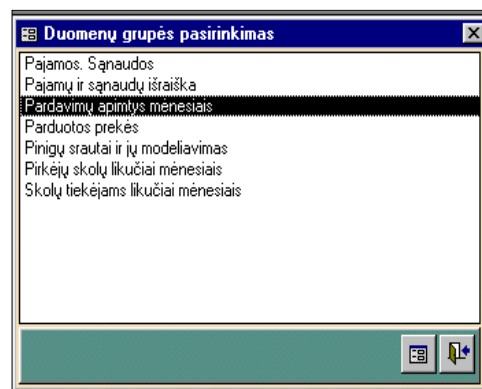 Duomenų grupės pasirinkimas
Pajamos. Sąnaudos
Pajamų ir sąnaudų išraiška
Pardavimų apimtys mėnesiais
Parduotos prekės
Pinigų srautai ir jų modeliavimas
Pirkėjų skolų likučiai mėnesiais
Skolų tiekėjams likučiai mėnesiais